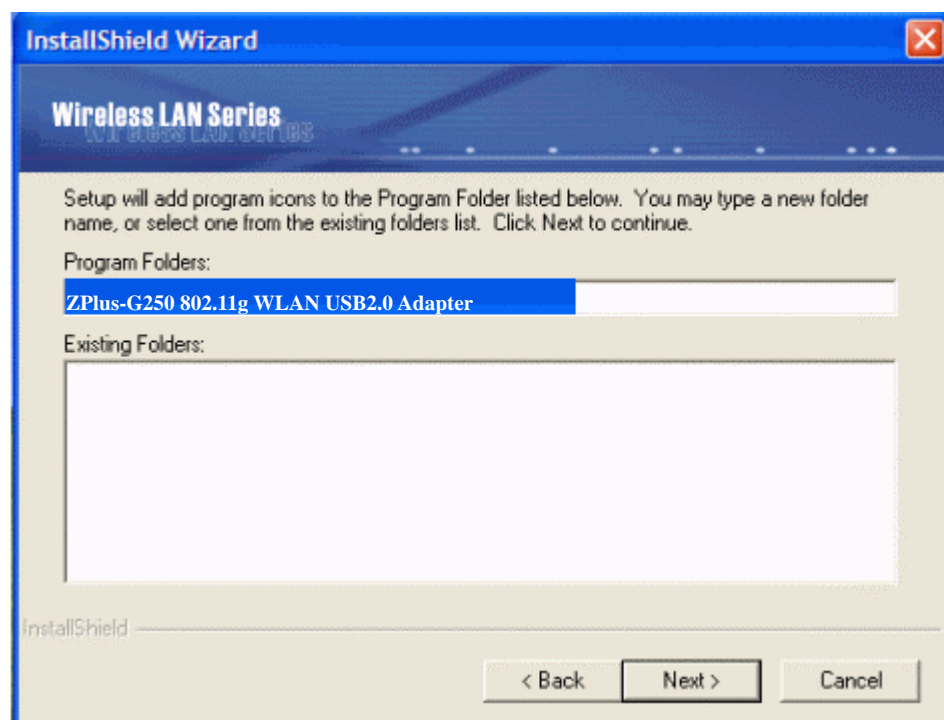 InstallShield Wizard
Wireless LAN Series
Setup will add program icons to the Program Folder listed below. You may type a new folder
name, or select one from the existing folders list. Click Next to continue.
Program Folders:
ZPlus-G250 802.11g WLAN USB2.0 Adapter
Existing Folders:
InstallShield
< Back
Next >
Cancel